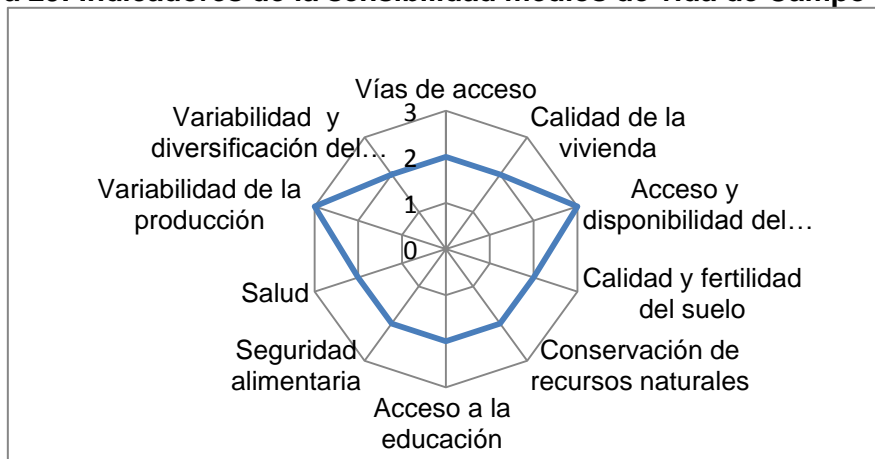 Vías de acceso
3
Variabilidad y
diversificación del…
Calidad de la
vivienda
2
Variabilidad de la
producción
Acceso y
disponibilidad del…
1
0
Salud
Calidad y fertilidad
del suelo
Seguridad
alimentaria
Conservación de
recursos naturales
Acceso a la
educación